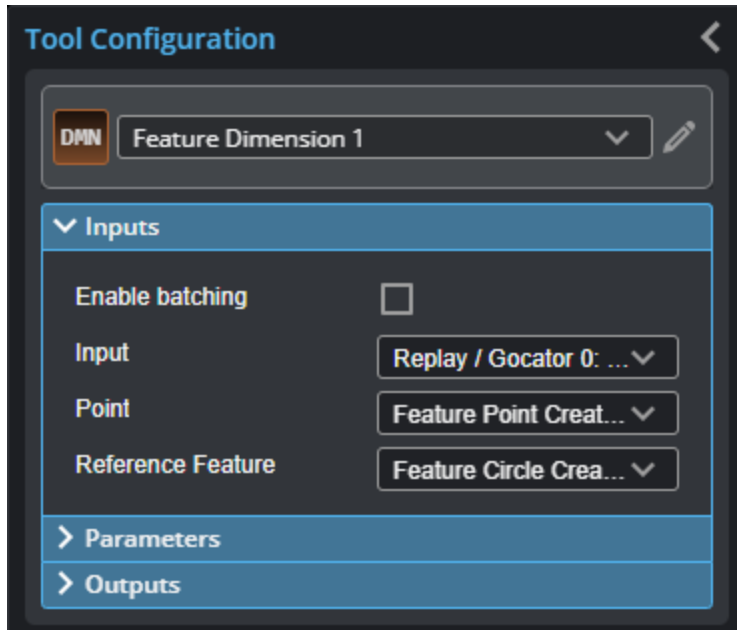 Tool Configuration
DMN Feature Dimension 1
Inputs
Enable batching
Input Replay / Gocator 0: ...
Point Feature Point Creat...
Reference Feature Feature Circle Crea...
Parameters
Outputs